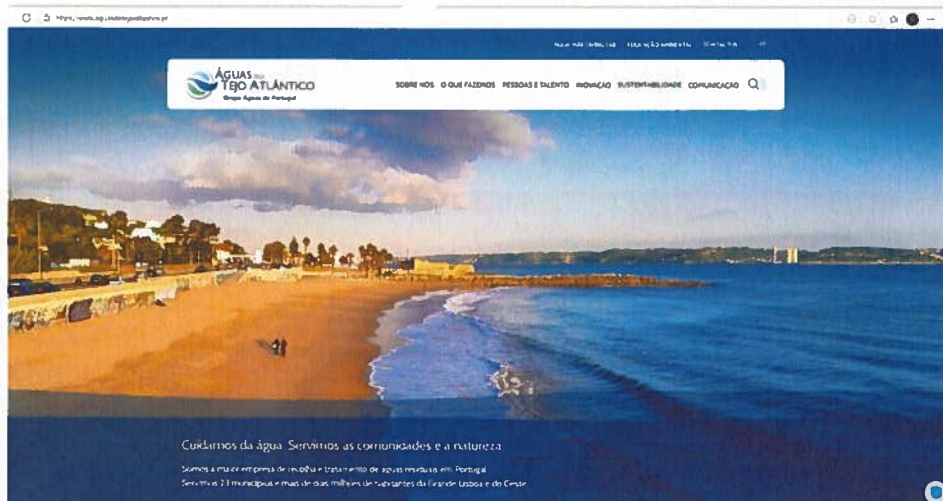 ÁGUAS DO
TEJO ATLÂNTICO
Grupo Águas de Portugal
SOBRE NÓS O QUE FAZEMOS PESSOAS E TALENTO INOVAÇÃO SUSTENTABILIDADE COMUNICAÇÃO
Cuidamos da água. Servimos as comunidades e a natureza
Somos a maior empresa de recolha e tratamento de águas residuais em Portugal
Servimos 23 municípios e mais de dois milhões de habitantes da Grande Lisboa e do Oeste